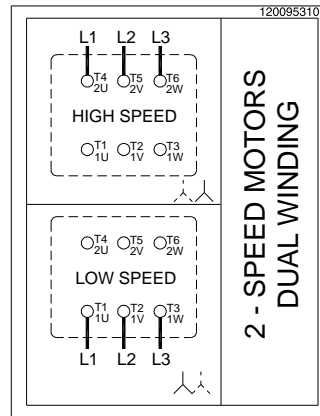 120095310
L1 L2 L3
T4 T5 T6
2U 2V 2W
HIGH SPEED
T1 T2 T3
1U 1V 1W
T4 T5 T6
2U 2V 2W
LOW SPEED
T1 T2 T3
1U 1V 1W
L1 L2 L3
2 - SPEED MOTORS
DUAL WINDING